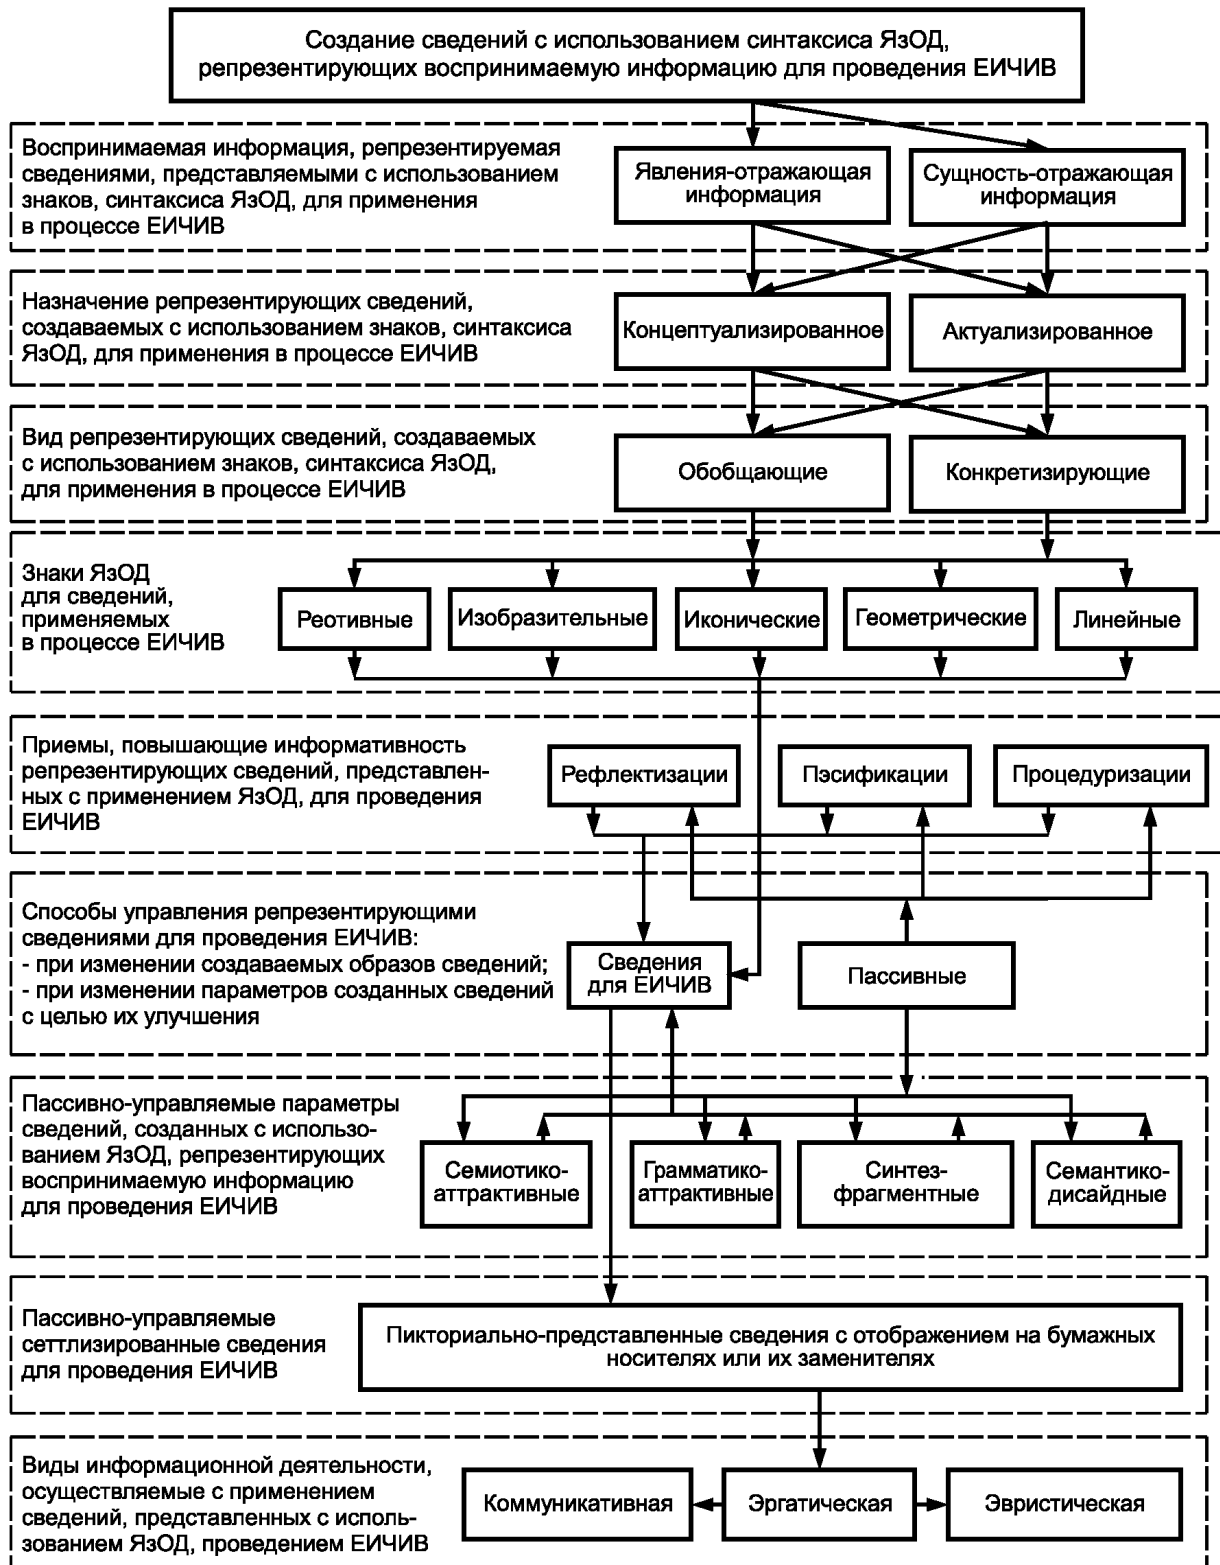 Создание сведений с использованием синтаксиса ЯзОД,
репрезентирующих воспринимаемую информацию для проведения ЕИЧИВ
Воспринимаемая информация, репрезентируемая
сведениями, представляемыми с использованием
знаков, синтаксиса ЯзОД, для применения
в процессе ЕИЧИВ
Явления-отражающая
информация
Сущность-отражающая
информация
Назначение репрезентирующих сведений,
создаваемых с использованием знаков, синтаксиса
ЯзОД, для применения в процессе ЕИЧИВ
Концептуализированное
Актуализированное
Вид репрезентирующих сведений, создаваемых
с использованием знаков, синтаксиса ЯзОД,
для применения в процессе ЕИЧИВ
Обобщающие
Конкретизирующие
Знаки ЯзОД
для сведений,
применяемых
в процессе ЕИЧИВ
Реотивные
Изобразительные
Иконические
Геометрические
Линейные
Приемы, повышающие информативность
репрезентирующих сведений, представлен-
ных с применением ЯзОД, для проведения
ЕИЧИВ
Рефлектизации
Пэсификации
Процедуризации
Способы управления репрезентирующими
сведениями для проведения ЕИЧИВ:
- при изменении создаваемых образов сведений;
- при изменении параметров созданных сведений
с целью их улучшения
Сведения
для ЕИЧИВ
Пассивные
Пассивно-управляемые параметры
сведений, созданных с использо-
ванием ЯзОД, репрезентирующих
воспринимаемую информацию
для проведения ЕИЧИВ
Семиотико-
аттрактивные
Грамматико-
аттрактивные
Синтез-
фрагментные
Семантико-
дисайдные
Пассивно-управляемые
сеттлизированные сведения
для проведения ЕИЧИВ
Пикториально-представленные сведения с отображением на бумажных
носителях или их заменителях
Виды информационной деятельности,
осуществляемые с применением
сведений, представленных с исполь-
зованием ЯзОД, проведением ЕИЧИВ
Коммуникативная
Эргатическая
Эвристическая